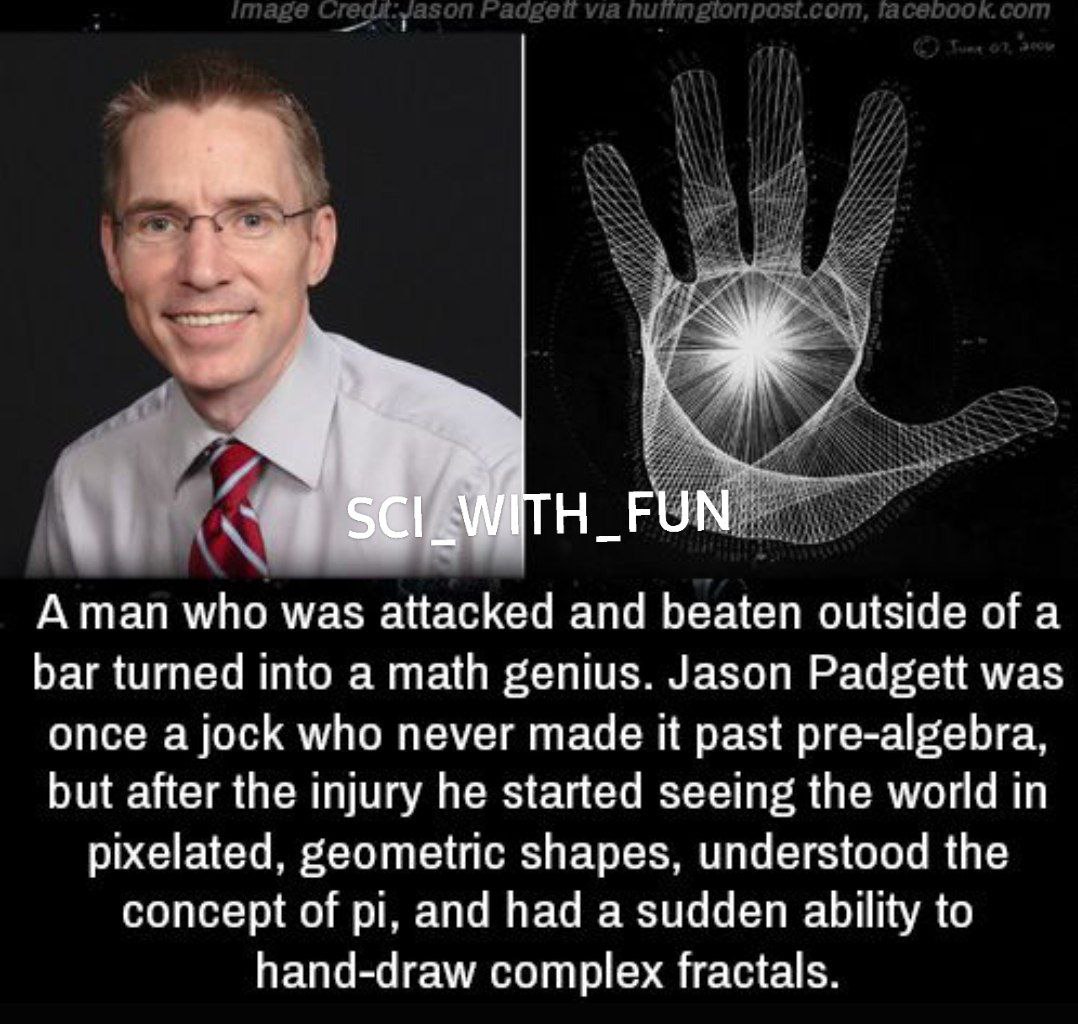 Image Credit: Jason Padgett via huffingtonpost.com, facebook.com
© June 07, 2006
SCI_WITH_FUN
A man who was attacked and beaten outside of a
bar turned into a math genius. Jason Padgett was
once a jock who never made it past pre-algebra,
but after the injury he started seeing the world in
pixelated, geometric shapes, understood the
concept of pi, and had a sudden ability to
hand-draw complex fractals.